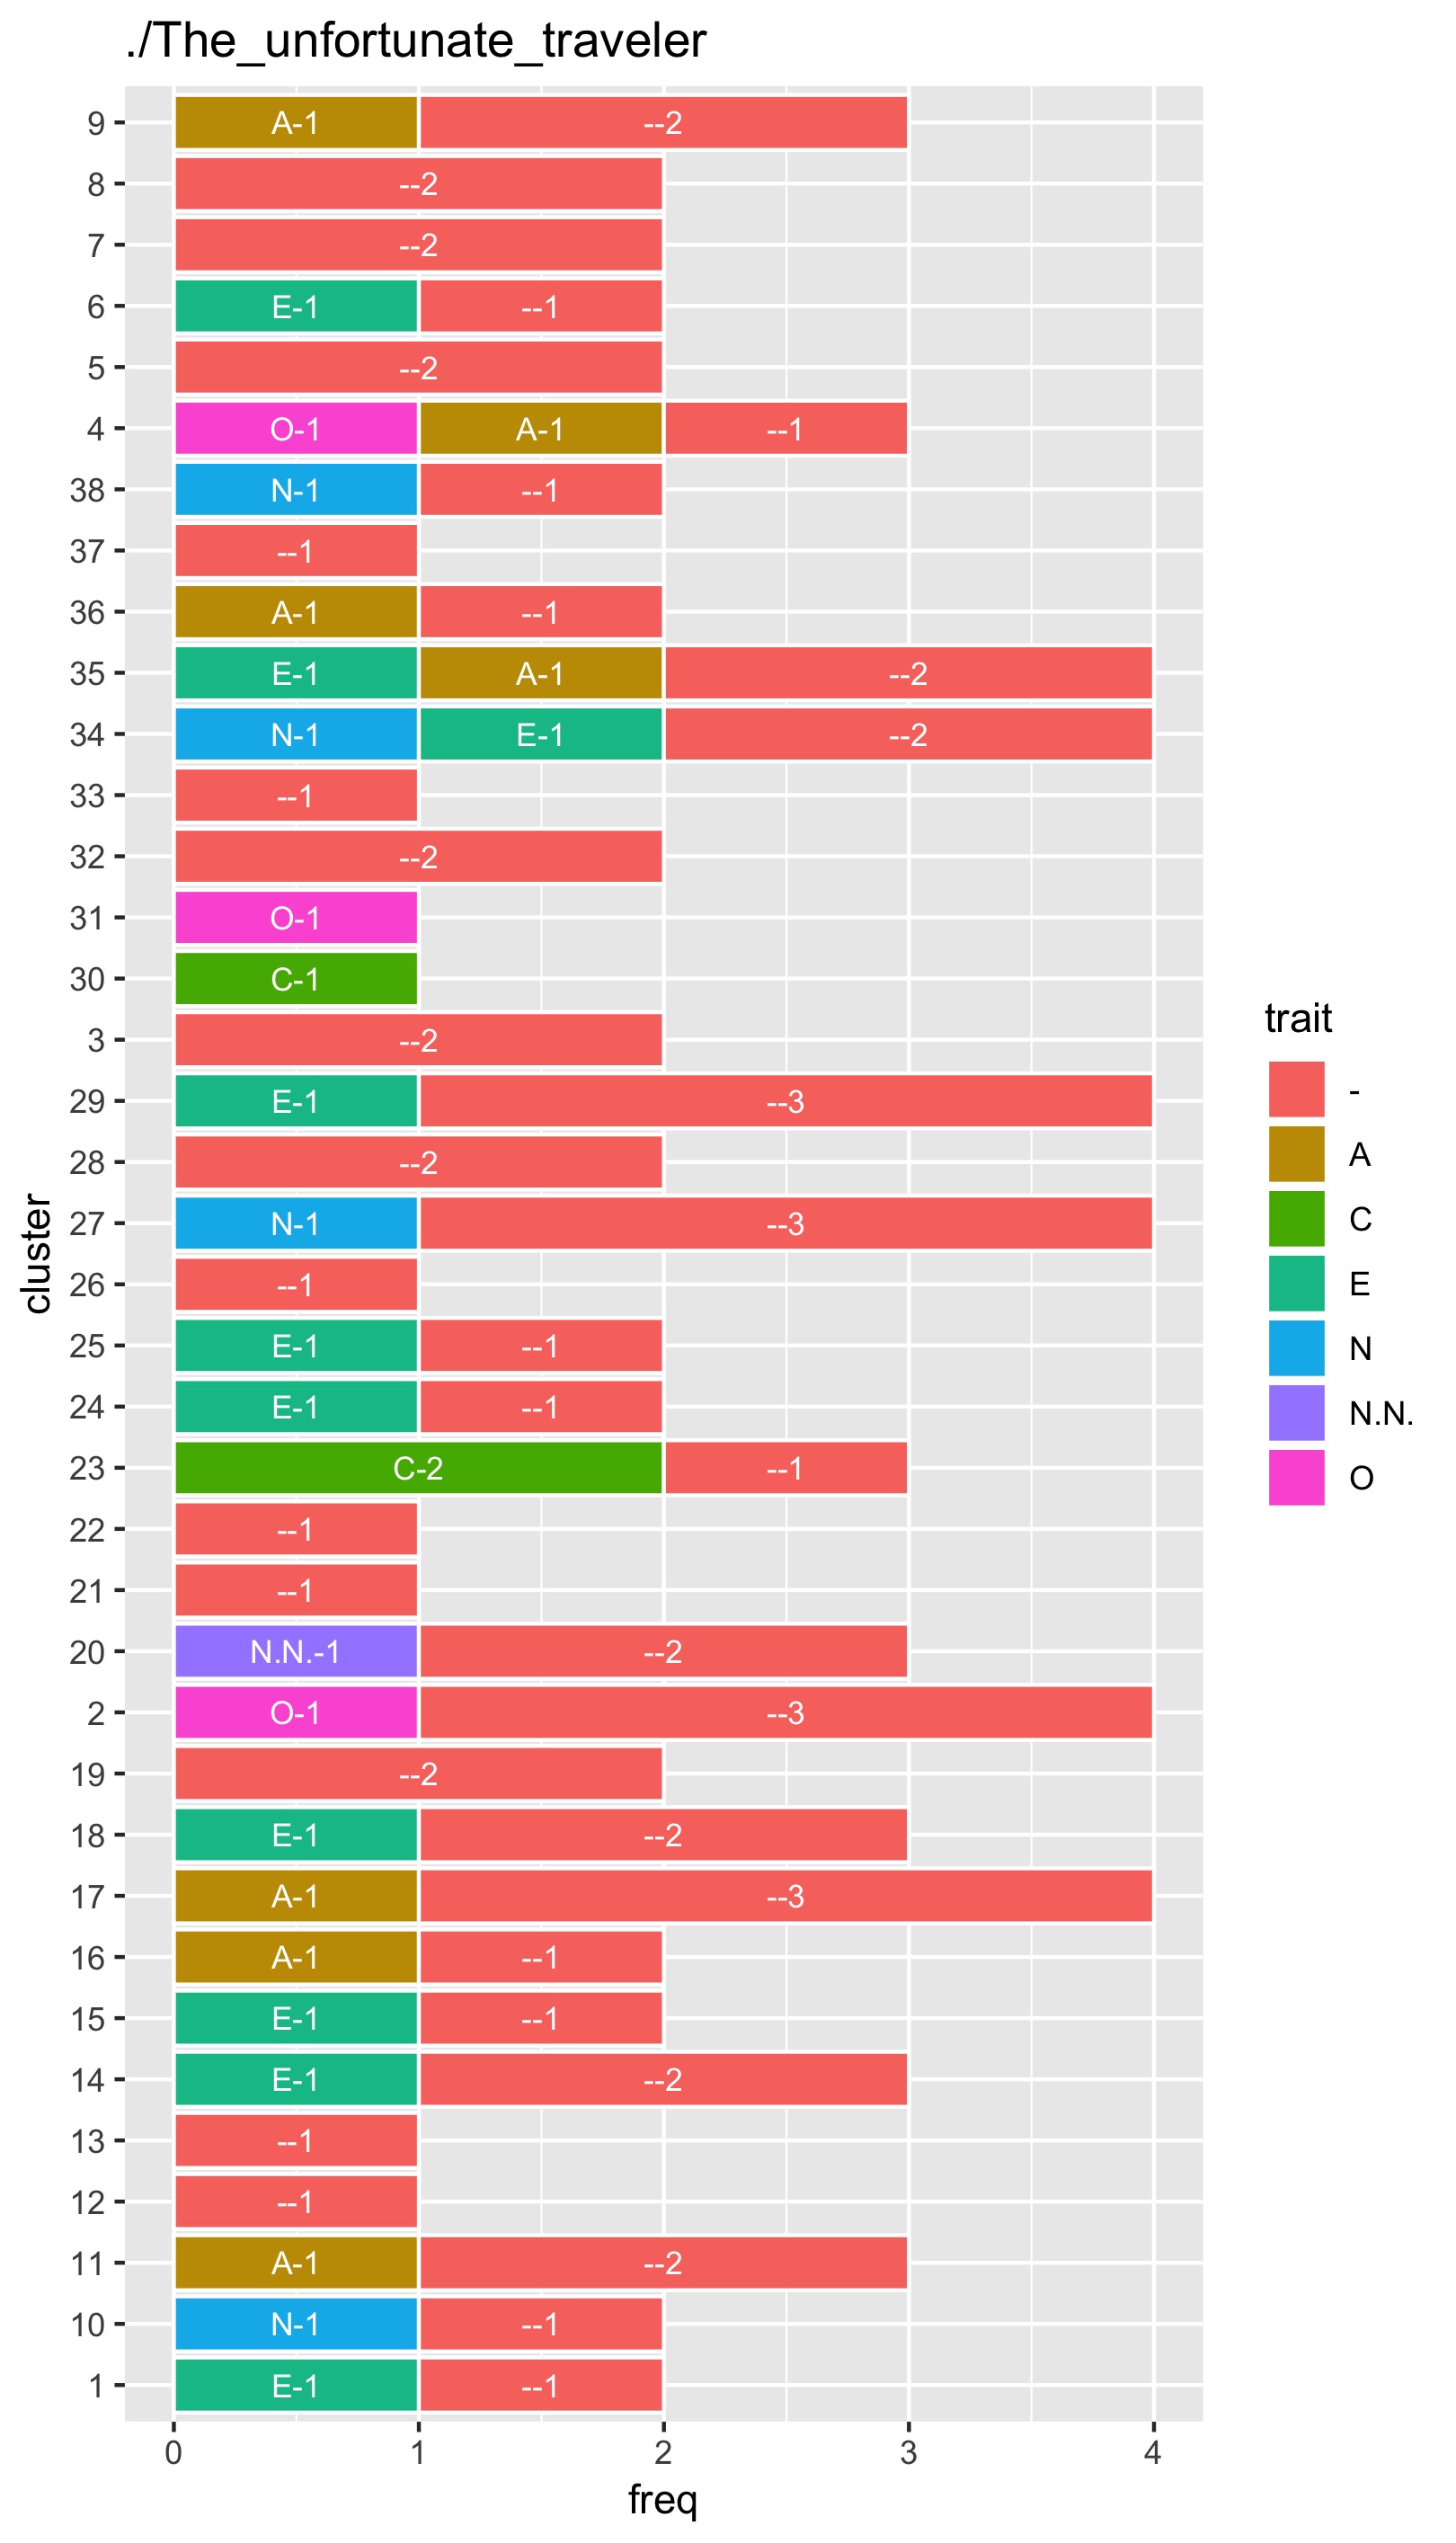 ./The_unfortunate_traveler
9 A-1 --2
8 --2
7 --2
6 E-1 --1
5 --2
4 O-1 A-1 --1
38 N-1 --1
37 --1
36 A-1 --1
35 E-1 A-1 --2
34 N-1 E-1 --2
33 --1
32 --2
31 O-1
30 C-1
3 --2
29 E-1 --3
28 --2
27 N-1 --3
26 --1
25 E-1 --1
24 E-1 --1
23 C-2 --1
22 --1
21 --1
20 N.N.-1 --2
2 O-1 --3
19 --2
18 E-1 --2
17 A-1 --3
16 A-1 --1
15 E-1 --1
14 E-1 --2
13 --1
12 --1
11 A-1 --2
10 N-1 --1
1 E-1 --1
0 1 2 3 4
freq
cluster
trait
-
A
C
E
N
N.N.
O